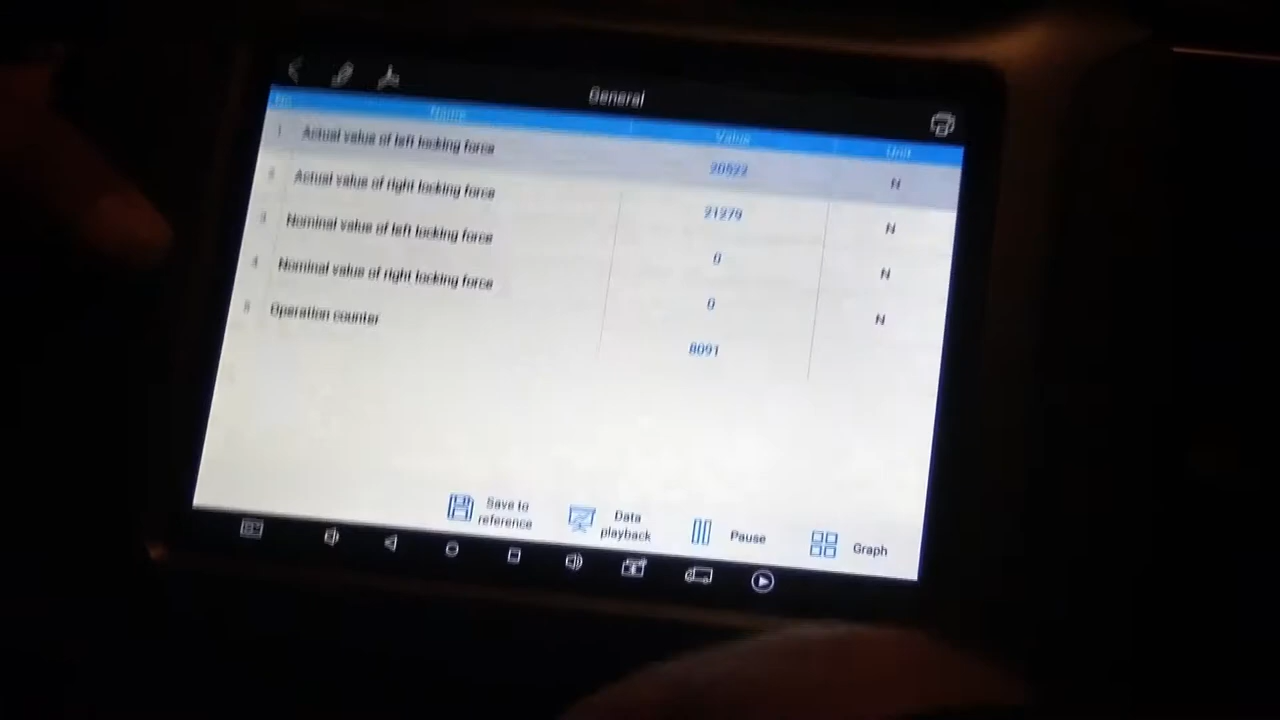 General
No. Name Value Unit
1 Actual value of left locking force 20522 N
2 Actual value of right locking force 21279 N
3 Nominal value of left locking force 0 N
4 Nominal value of right locking force 0 N
5 Operation counter 8091
Save to
reference
Data
playback
Pause
Graph